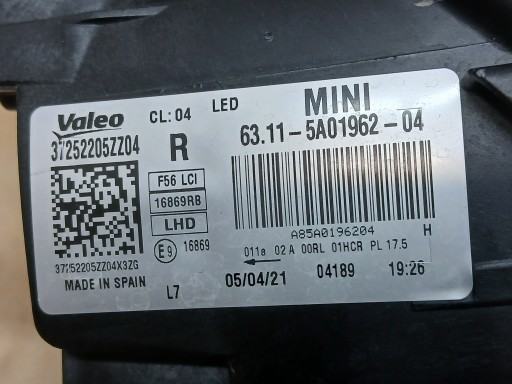 Valeo CL: 04 LED MINI
37252205ZZ04 R 63.11-5A01962-04
F56 LCI
16869RB
LHD
A85A0196204 H
E9 16869
011a 02 A 00RL 01HCR PL 17.5
37252205ZZ04X3ZG
MADE IN SPAIN L7 05/04/21 04189 19:26